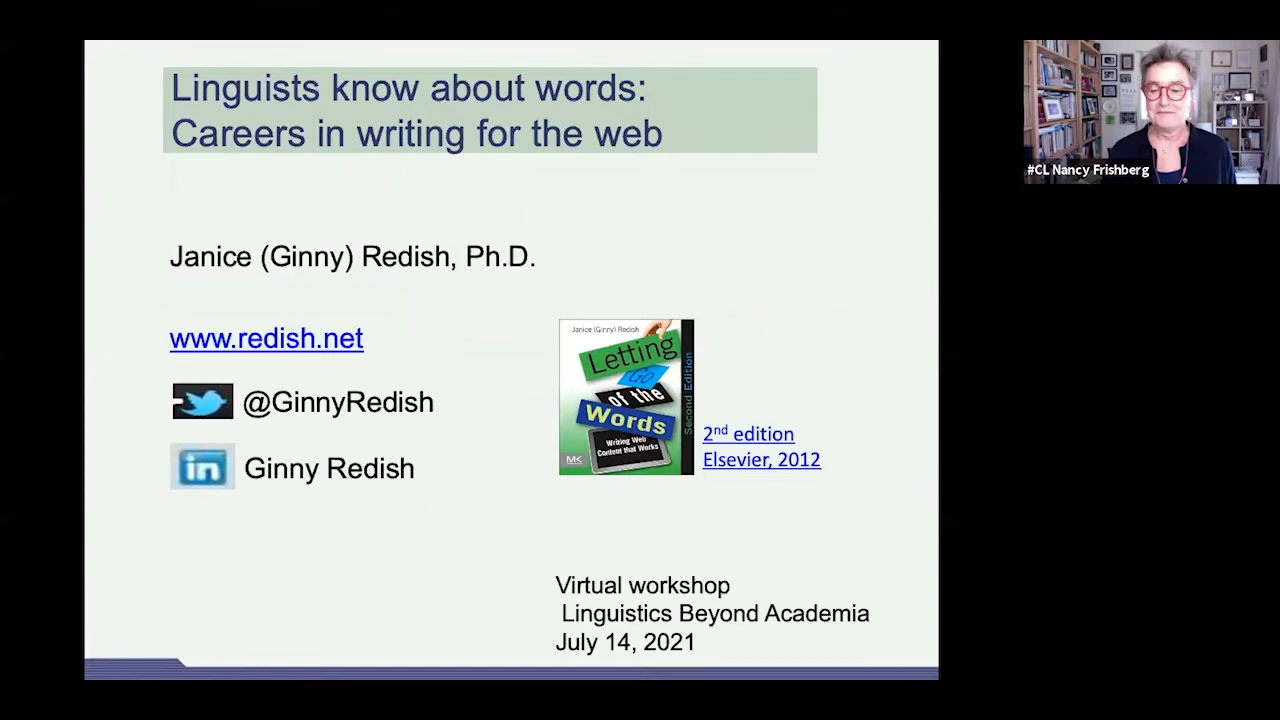 Linguists know about words:
Careers in writing for the web
Janice (Ginny) Redish, Ph.D.
www.redish.net
@GinnyRedish
in Ginny Redish
Janice (Ginny) Redish
Letting
Go
of the
Words
Writing Web
Content that Works
Second Edition
MK
2nd edition
Elsevier, 2012
Virtual workshop
Linguistics Beyond Academia
July 14, 2021
#CL Nancy Frishberg